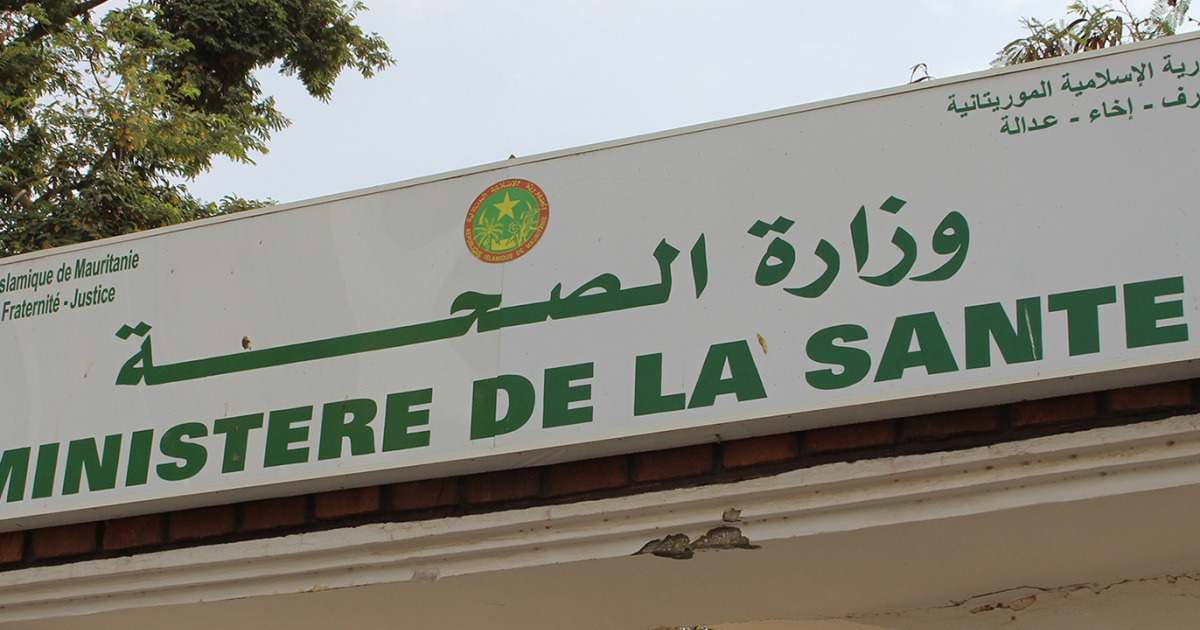 رية الإسلامية الموريتانية
رف - إخاء - عدالة
slamique de Mauritanie
Fraternité - Justice
وزارة الصحة
MINISTERE DE LA SANTE